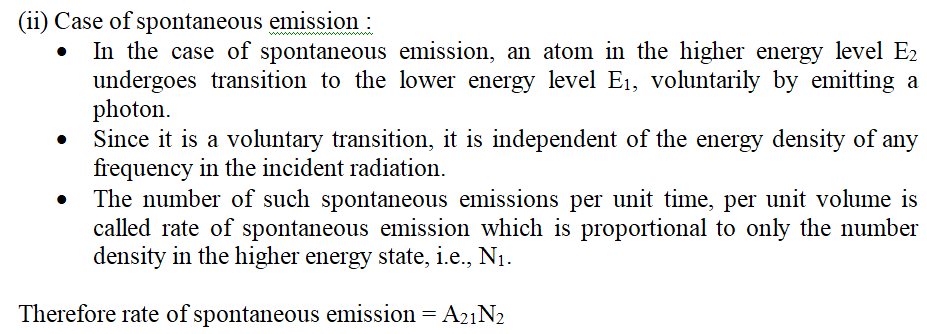 (ii) Case of spontaneous emission :
• In the case of spontaneous emission, an atom in the higher energy level E₂
undergoes transition to the lower energy level E₁, voluntarily by emitting a
photon.
• Since it is a voluntary transition, it is independent of the energy density of any
frequency in the incident radiation.
• The number of such spontaneous emissions per unit time, per unit volume is
called rate of spontaneous emission which is proportional to only the number
density in the higher energy state, i.e., N₁.
Therefore rate of spontaneous emission = A₂₁N₂